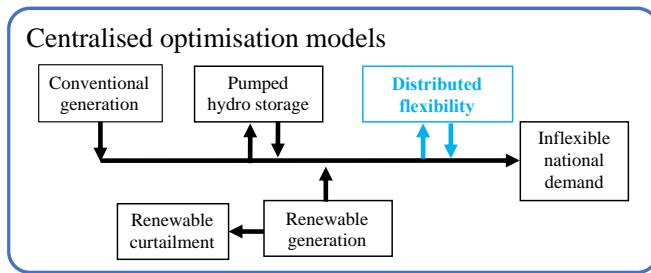 Centralised optimisation models
Conventional
generation
Pumped
hydro storage
Distributed
flexibility
Inflexible
national
demand
Renewable
curtailment
Renewable
generation